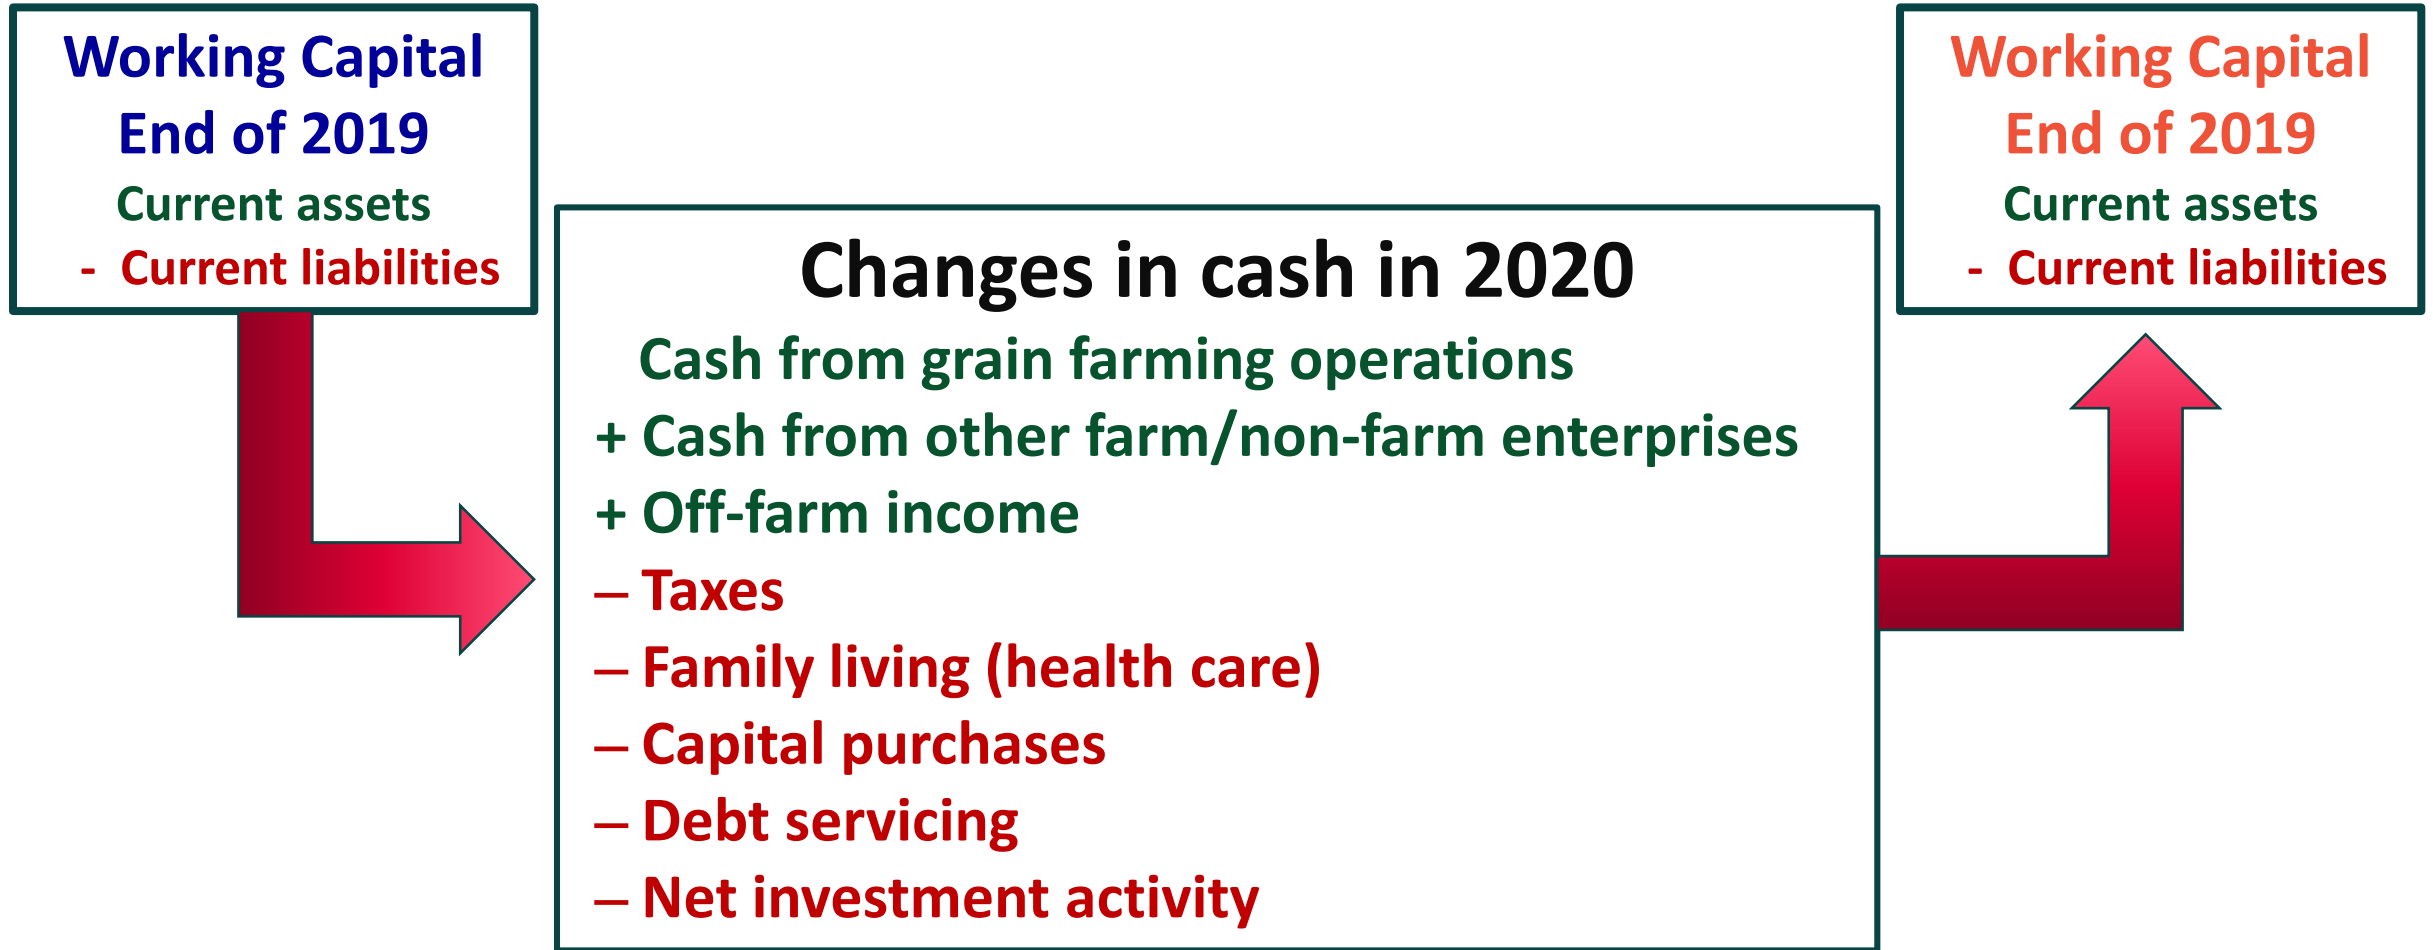 Working Capital
End of 2019
Current assets
- Current liabilities
Changes in cash in 2020
Cash from grain farming operations
+ Cash from other farm/non-farm enterprises
+ Off-farm income
– Taxes
– Family living (health care)
– Capital purchases
– Debt servicing
– Net investment activity
Working Capital
End of 2019
Current assets
- Current liabilities